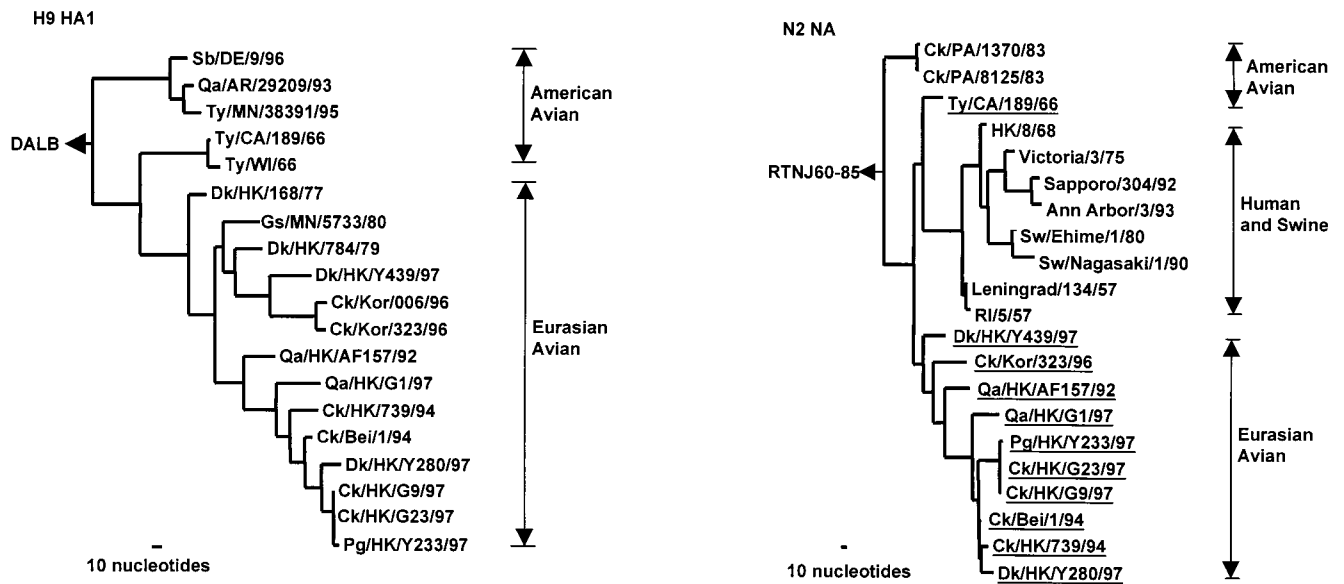 H9 HA1
Sb/DE/9/96
Qa/AR/29209/93
Ty/MN/38391/95
DALB
Ty/CA/189/66
Ty/WI/66
Dk/HK/168/77
Gs/MN/5733/80
Dk/HK/784/79
Dk/HK/Y439/97
Ck/Kor/006/96
Ck/Kor/323/96
Qa/HK/AF157/92
Qa/HK/G1/97
Ck/HK/739/94
Ck/Bei/1/94
Dk/HK/Y280/97
Ck/HK/G9/97
Ck/HK/G23/97
Pg/HK/Y233/97
American
Avian
Eurasian
Avian
10 nucleotides
N2 NA
Ck/PA/1370/83
Ck/PA/8125/83
Ty/CA/189/66
HK/8/68
Victoria/3/75
RTNJ60-85
Sapporo/304/92
Ann Arbor/3/93
Sw/Ehime/1/80
Sw/Nagasaki/1/90
Leningrad/134/57
RI/5/57
Dk/HK/Y439/97
Ck/Kor/323/96
Qa/HK/AF157/92
Qa/HK/G1/97
Pg/HK/Y233/97
Ck/HK/G23/97
Ck/HK/G9/97
Ck/Bei/1/94
Ck/HK/739/94
Dk/HK/Y280/97
American
Avian
Human
and Swine
Eurasian
Avian
10 nucleotides